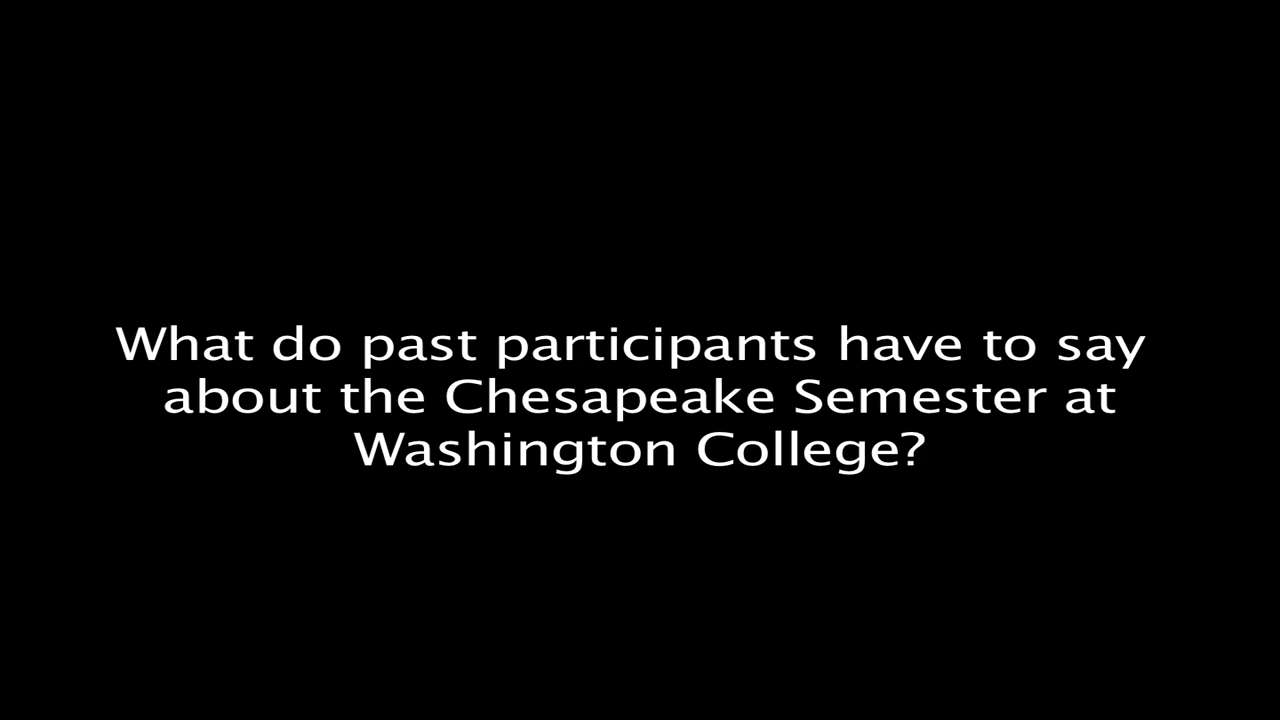 What do past participants have to say
about the Chesapeake Semester at
Washington College?